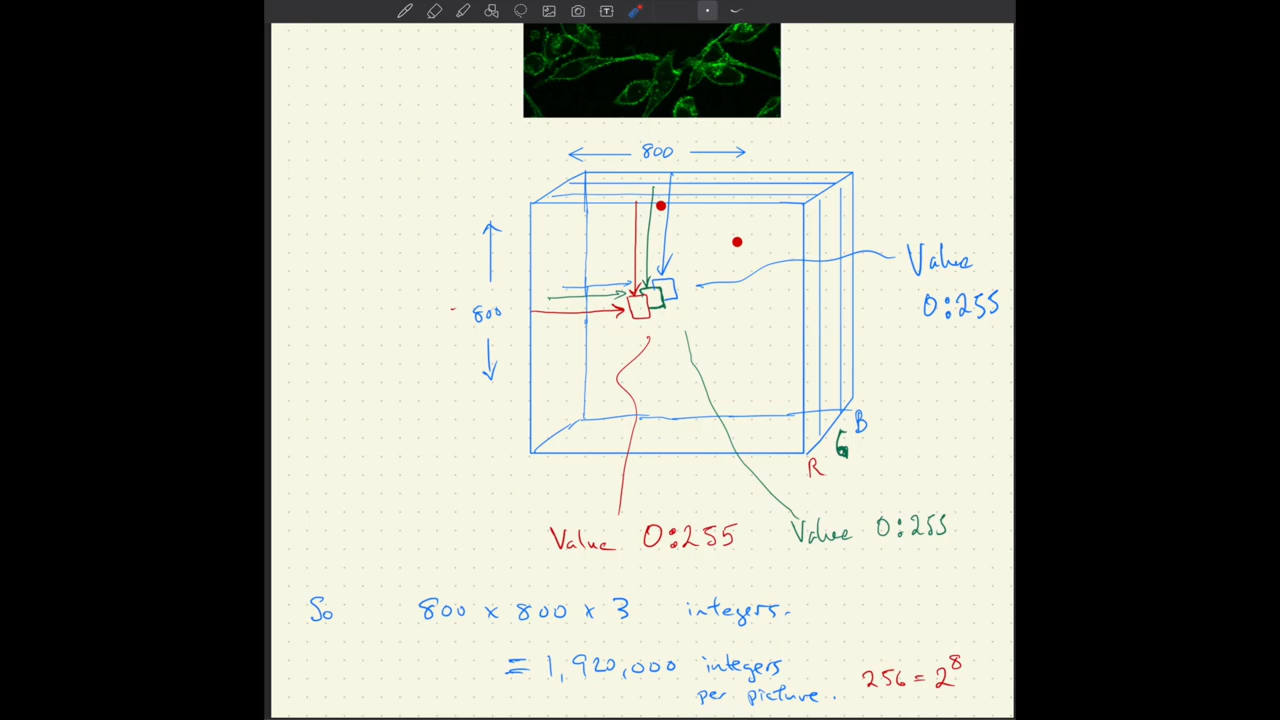 800
Value
0:255
800
B
G
R
Value 0:255
Value 0:255
So 800 x 800 x 3 integers.
= 1,920,000 integers
per picture.
256 = 2^8